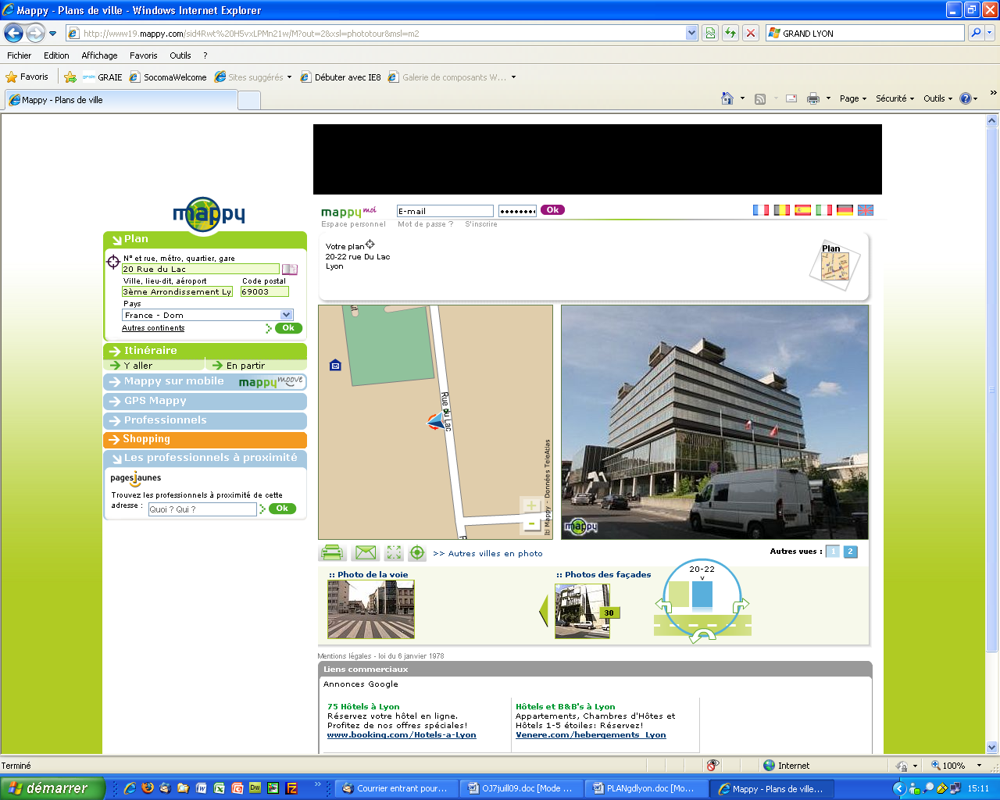 Mappy - Plans de ville - Windows Internet Explorer
http://www19.mappy.com/sid4Rwt%20H5vxLPMn21w/M?out=2&xsl=phototour&msl=m2
GRAND LYON
Fichier Edition Affichage Favoris Outils ?
Favoris GRAIE SocomaWelcome Sites suggérés Débuter avec IE8 Galerie de composants W...
Mappy - Plans de ville
Page Sécurité Outils
mappy
mappy moi E-mail Ok
Espace personnel Mot de passe ? S'inscrire
Plan
N° et rue, métro, quartier, gare
20 Rue du Lac
Ville, lieu-dit, aéroport Code postal
3ème Arrondissement Ly 69003
Pays
France - Dom
Autres continents Ok
Itinéraire
Y aller En partir
Mappy sur mobile mappy moove
GPS Mappy
Professionnels
Shopping
Les professionnels à proximité
pagesjaunes
Trouvez les professionnels à proximité de cette
adresse : Quoi ? Qui ? Ok
Votre plan
20-22 rue Du Lac
Lyon
Plan
Rue du Lac
Iti Mappy - Données TeleAtlas
mappy
>> Autres villes en photo
Autres vues : 1 2
:: Photo de la voie
:: Photos des façades
30
20-22
Mentions légales - loi du 6 janvier 1978
Liens commerciaux
Annonces Google
75 Hôtels à Lyon
Réservez votre hôtel en ligne.
Profitez de nos offres spéciales!
www.booking.com/Hotels-a-Lyon
Hôtels et B&B's à Lyon
Appartements, Chambres d'Hôtes et
Hôtels 1-5 étoiles: Réservez!
Venere.com/hebergements_Lyon
Terminé Internet 100%
démarrer Courrier entrant pour... OJ7juill09.doc [Mode ... PLANgdlyon.doc [Mo... Mappy - Plans de ville... 15:11